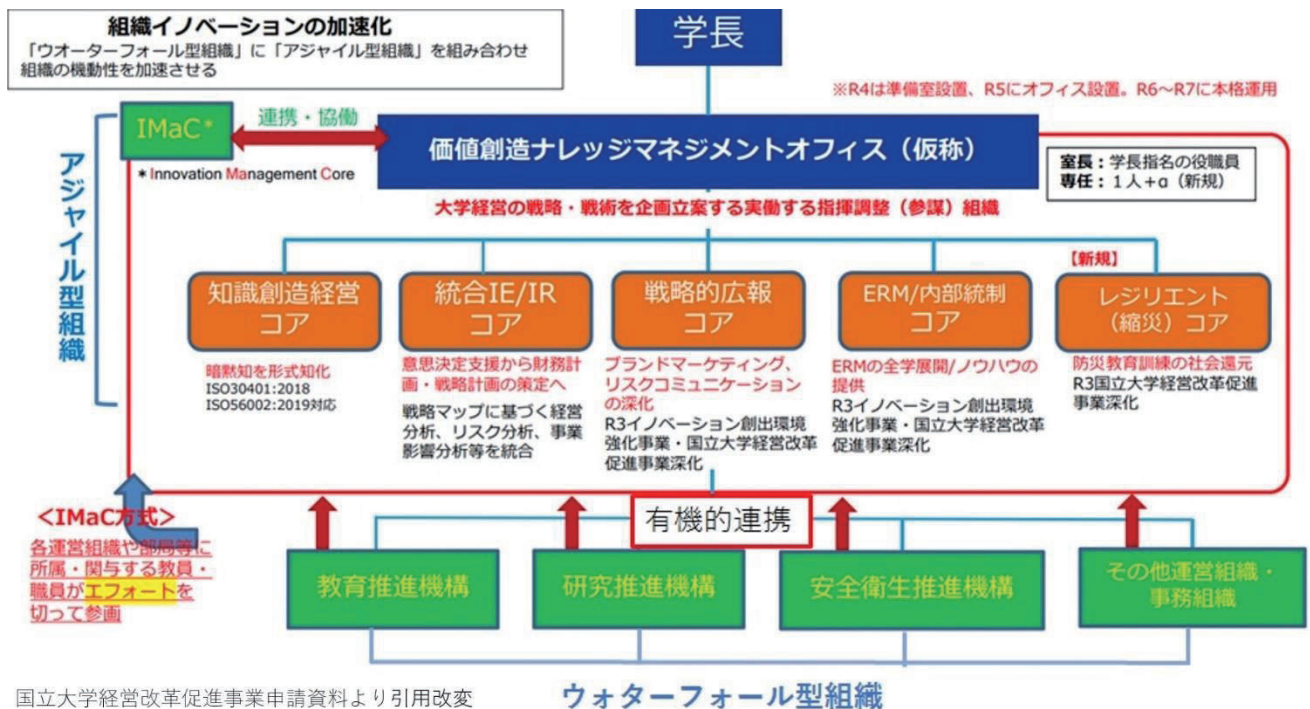 組織イノベーションの加速化
「ウオーターフォール型組織」に「アジャイル型組織」を組み合わせ
組織の機動性を加速させる
学長
※R4は準備室設置、R5にオフィス設置。R6～R7に本格運用
アジャイル型組織
IMaC*
連携・協働
* Innovation Management Core
価値創造ナレッジマネジメントオフィス（仮称）
室長：学長指名の役職員
専任：１人+α（新規）
大学経営の戦略・戦術を企画立案する実働する指揮調整（参謀）組織
知識創造経営
コア
暗黙知を形式知化
ISO30401:2018
ISO56002:2019対応
統合IE/IR
コア
意思決定支援から財務計
画・戦略計画の策定へ
戦略マップに基づく経営
分析、リスク分析、事業
影響分析等を統合
戦略的広報
コア
ブランドマーケティング、
リスクコミュニケーション
の深化
R3イノベーション創出環境
強化事業・国立大学経営改革
促進事業深化
ERM/内部統制
コア
ERMの全学展開/ノウハウの
提供
R3イノベーション創出環境
強化事業・国立大学経営改革
促進事業深化
【新規】
レジリエント
（縮災）コア
防災教育訓練の社会還元
R3国立大学経営改革促進
事業深化
＜IMaC方式＞
各運営組織や部局等に
所属・関与する教員・
職員がエフォートを
切って参画
有機的連携
教育推進機構
研究推進機構
安全衛生推進機構
その他運営組織・
事務組織
国立大学経営改革促進事業申請資料より引用改変
ウォターフォール型組織